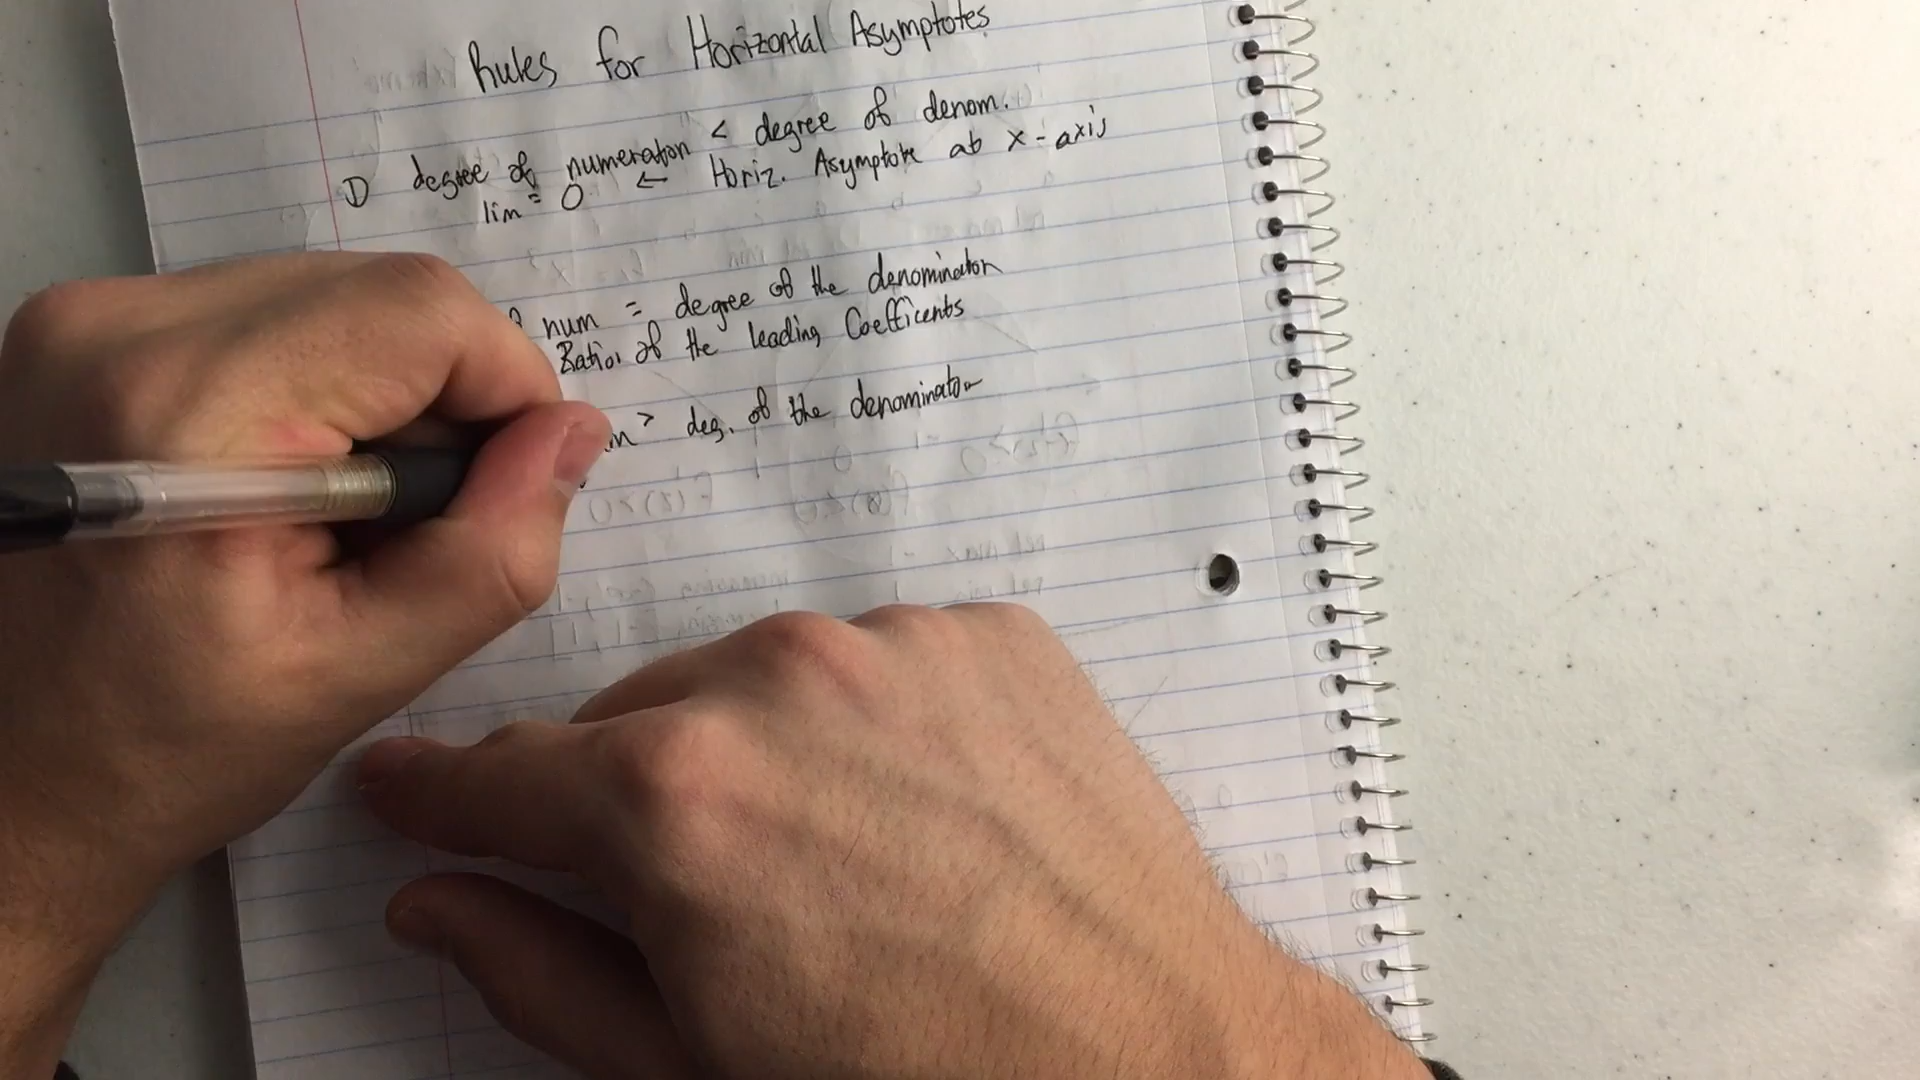 Rules for Horizontal Asymptotes
① degree of numeration < degree of denom.
lim = 0 ← Horiz. Asymptote at x-axis
num = degree of the denominator
Ratio of the leading Coefficents
> deg. of the denominator